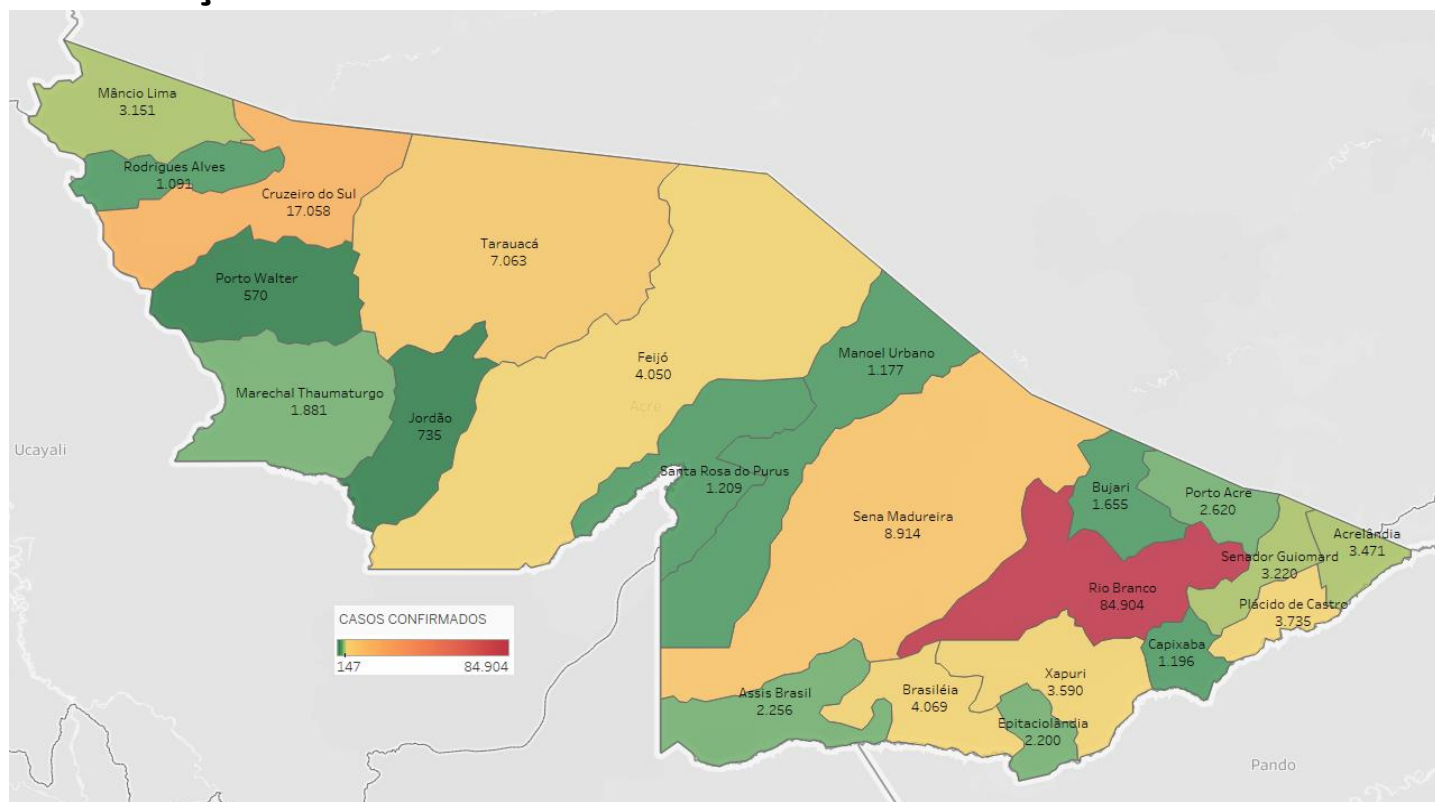 Mâncio Lima
3.151
Rodrigues Alves
1.091
Cruzeiro do Sul
17.058
Tarauacá
7.063
Porto Walter
570
Feijó
4.050
Manoel Urbano
1.177
Marechal Thaumaturgo
1.881
Acre
Jordão
735
Ucayali
Santa Rosa do Purus
1.209
Sena Madureira
8.914
Bujari
1.655
Porto Acre
2.620
Acrelândia
3.471
Senador Guiomard
3.220
Rio Branco
84.904
Plácido de Castro
3.735
CASOS CONFIRMADOS
147
84.904
Capixaba
1.196
Xapuri
3.590
Assis Brasil
2.256
Brasiléia
4.069
Epitaciolândia
2.200
Pando